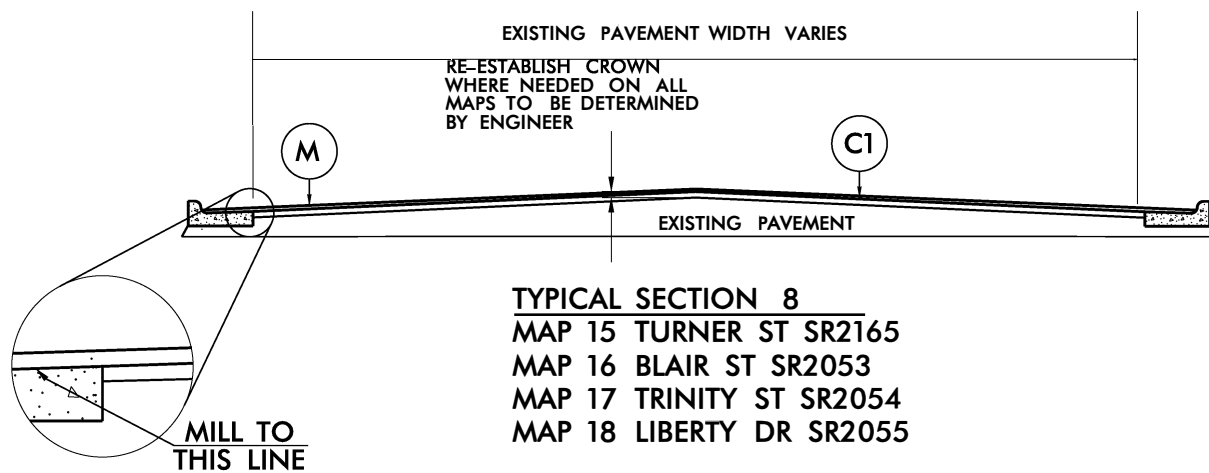 EXISTING PAVEMENT WIDTH VARIES
RE-ESTABLISH CROWN
WHERE NEEDED ON ALL
MAPS TO BE DETERMINED
BY ENGINEER
M
C1
EXISTING PAVEMENT
TYPICAL SECTION 8
MAP 15 TURNER ST SR2165
MAP 16 BLAIR ST SR2053
MAP 17 TRINITY ST SR2054
MAP 18 LIBERTY DR SR2055
MILL TO
THIS LINE